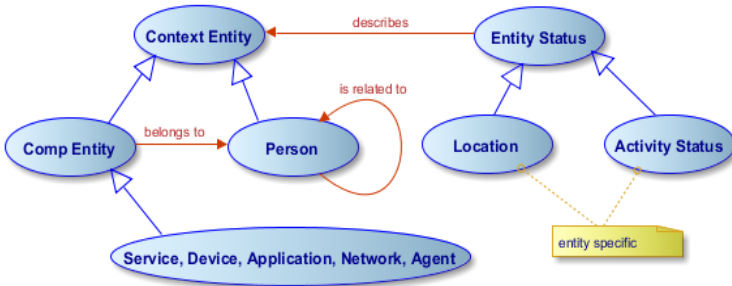 describes
Context Entity
Entity Status
is related to
belongs to
Comp Entity
Person
Location
Activity Status
entity specific
Service, Device, Application, Network, Agent